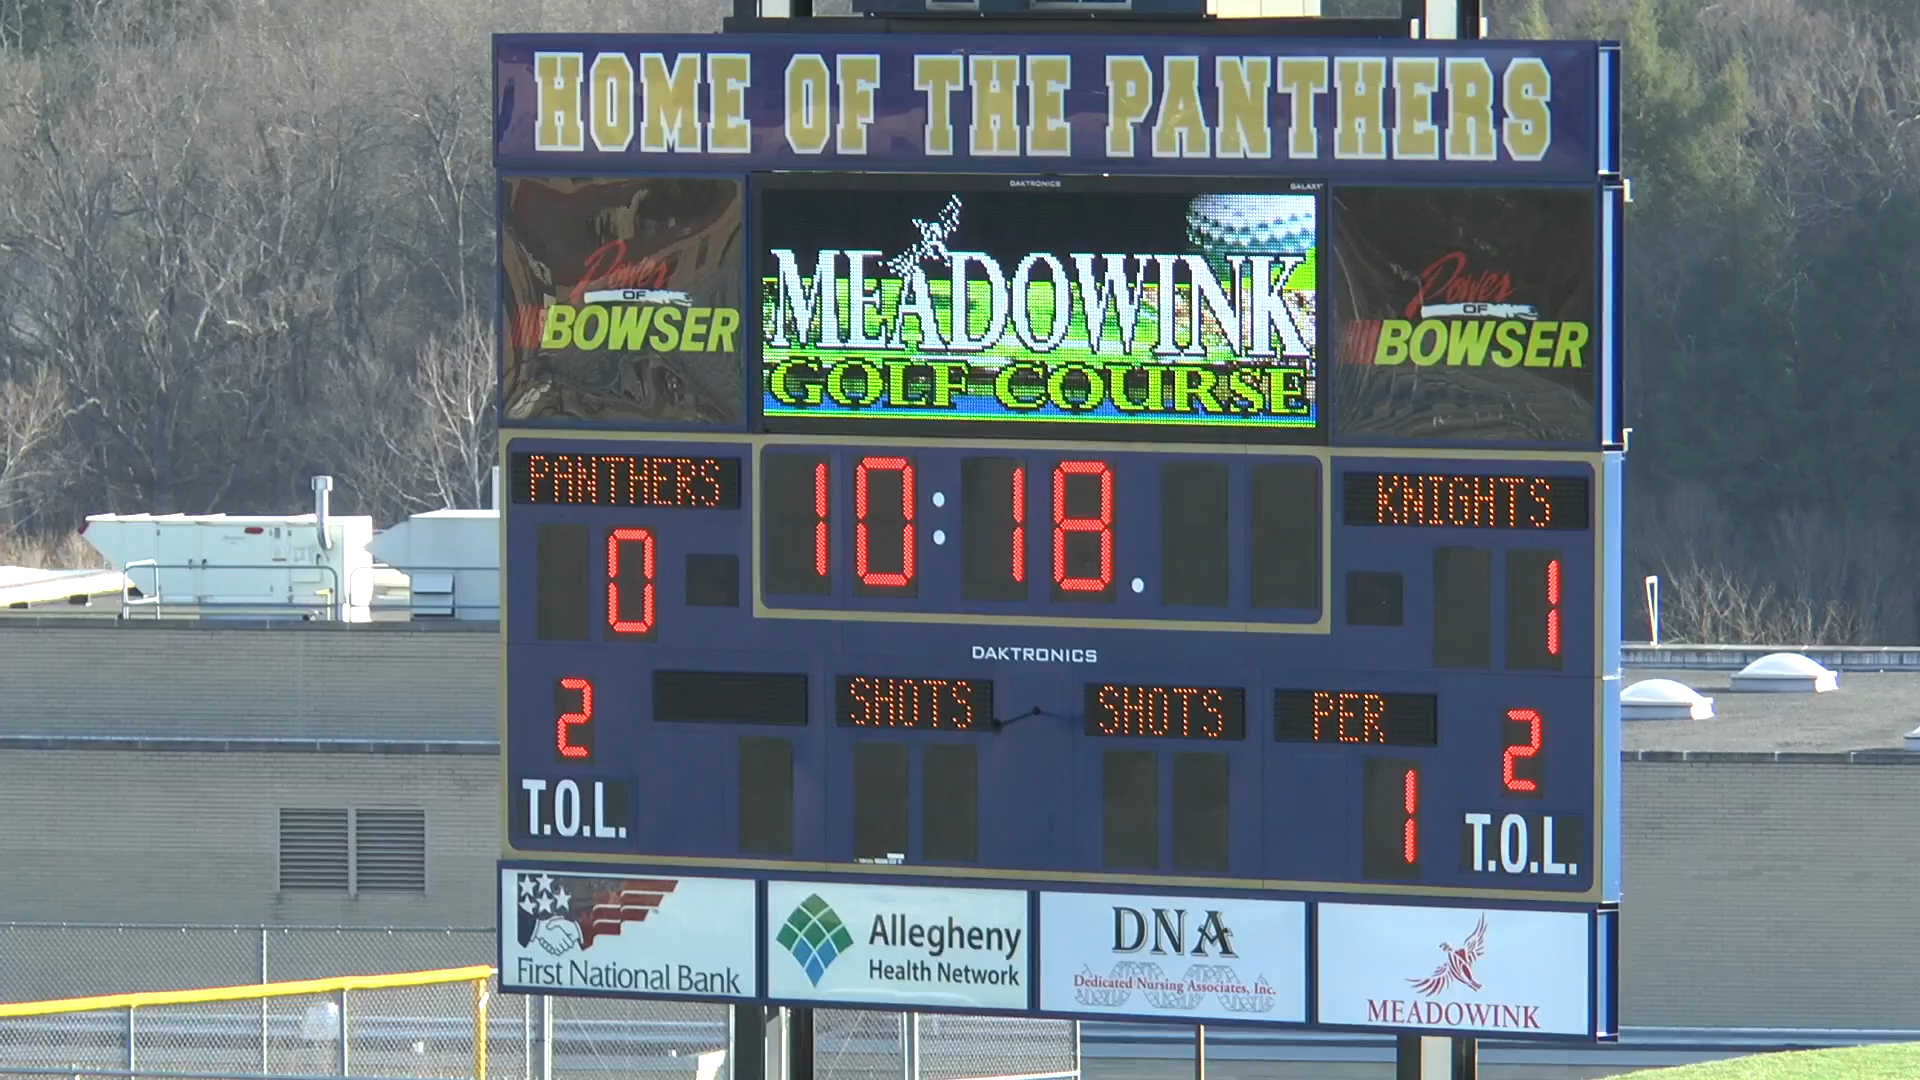 HOME OF THE PANTHERS
DAKTRONICS GALAXY
Power
OF
BOWSER
MEADOWINK
GOLF COURSE
Power
OF
BOWSER
PANTHERS
10:18.
KNIGHTS
0
1
DAKTRONICS
2
SHOTS
SHOTS
PER
2
T.O.L.
1
T.O.L.
First National Bank
Allegheny
Health Network
DNA
Dedicated Nursing Associates, Inc.
MEADOWINK